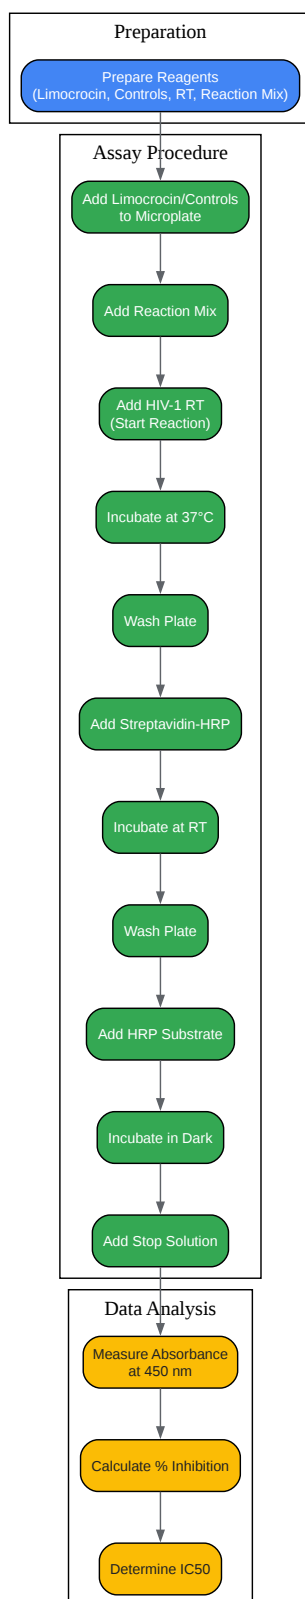 Preparation
Prepare Reagents
(Limocrocin, Controls, RT, Reaction Mix)
Assay Procedure
Add Limocrocin/Controls
to Microplate
Add Reaction Mix
Add HIV-1 RT
(Start Reaction)
Incubate at 37°C
Wash Plate
Add Streptavidin-HRP
Incubate at RT
Wash Plate
Add HRP Substrate
Incubate in Dark
Add Stop Solution
Data Analysis
Measure Absorbance
at 450 nm
Calculate % Inhibition
Determine IC50